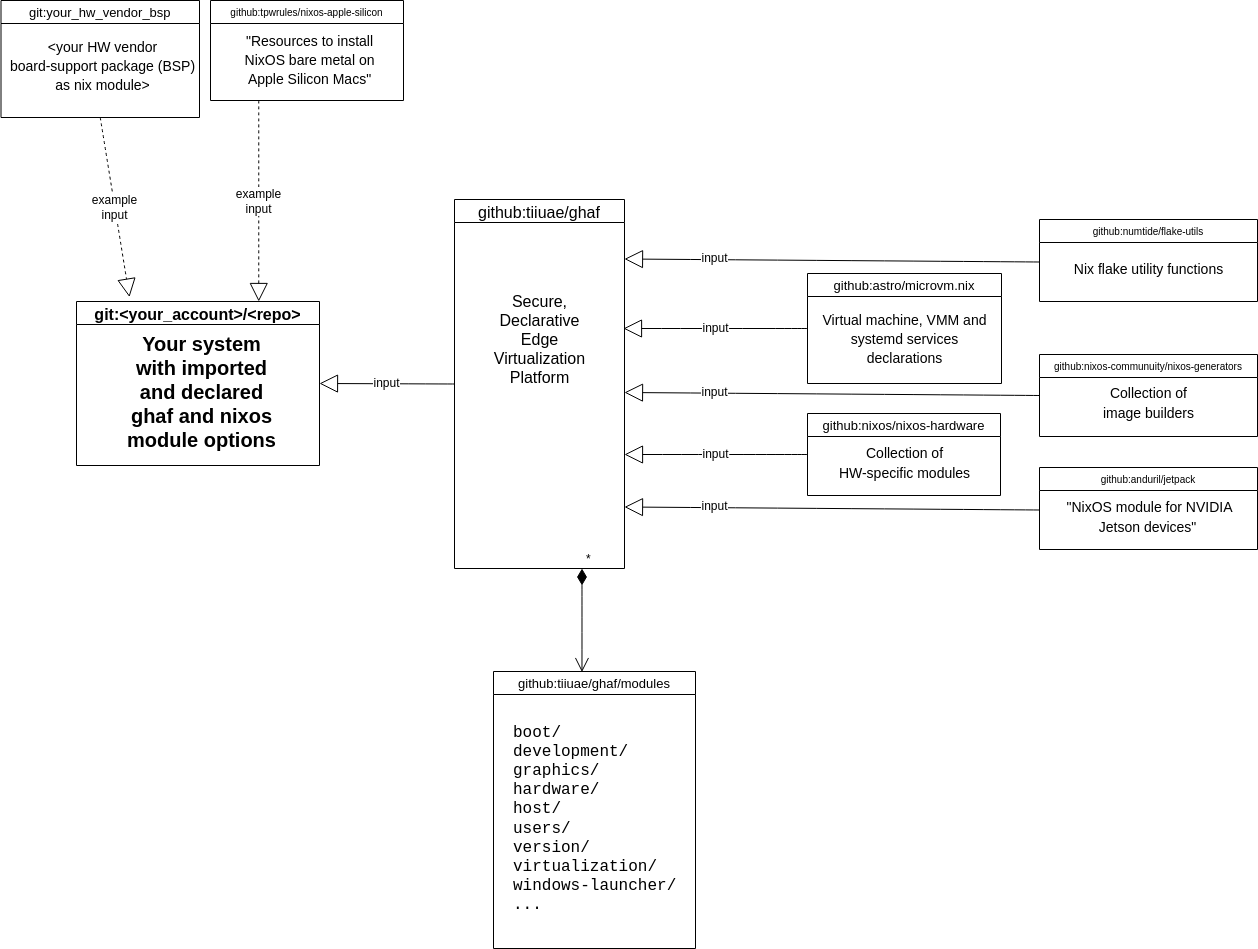 git:your_hw_vendor_bsp
<your HW vendor
board-support package (BSP)
as nix module>
github:tpwrules/nixos-apple-silicon
"Resources to install
NixOS bare metal on
Apple Silicon Macs"
example
input
example
input
git:<your_account>/<repo>
Your system
with imported
and declared
ghaf and nixos
module options
input
github:tiiuae/ghaf
Secure,
Declarative
Edge
Virtualization
Platform
*
input
input
input
input
input
github:numtide/flake-utils
Nix flake utility functions
github:astro/microvm.nix
Virtual machine, VMM and
systemd services
declarations
github:nixos-communuity/nixos-generators
Collection of
image builders
github:nixos/nixos-hardware
Collection of
HW-specific modules
github:anduril/jetpack
"NixOS module for NVIDIA
Jetson devices"
github:tiiuae/ghaf/modules
boot/
development/
graphics/
hardware/
host/
users/
version/
virtualization/
windows-launcher/
...